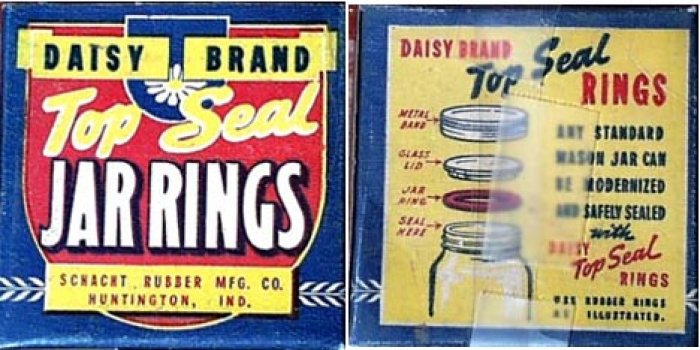 DAISY BRAND
Top Seal
JAR RINGS
SCHACHT RUBBER MFG. CO.
HUNTINGTON, IND.
DAISY BRAND
Top Seal
RINGS
METAL
BAND
GLASS
LID
JAR
RING
SEAL
HERE
ANY STANDARD
MASON JAR CAN
BE MODERNIZED
AND SAFELY SEALED
with
DAISY
Top Seal
RINGS
USE RUBBER RINGS
AS ILLUSTRATED.